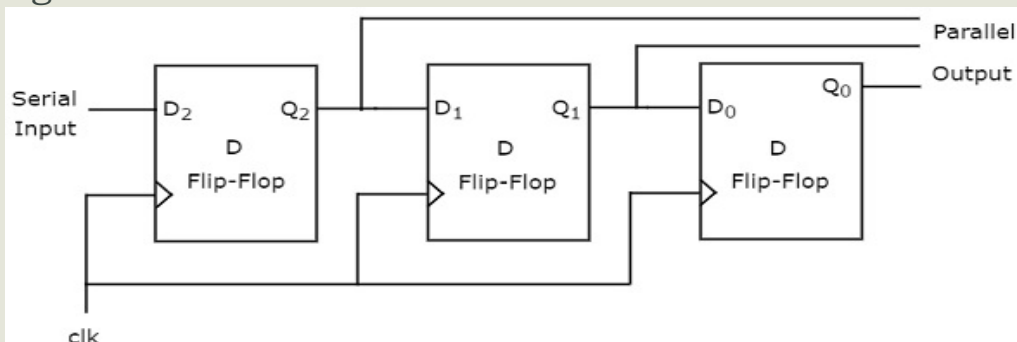 Serial
Input
D₂
Q₂
D
Flip-Flop
D₁
Q₁
D
Flip-Flop
D₀
Q₀
D
Flip-Flop
Parallel
Output
clk